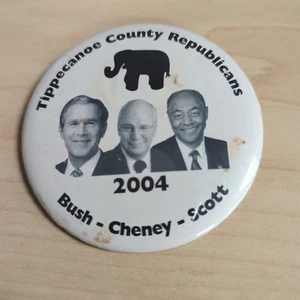 Tippecanoe County Republicans
2004
Bush - Cheney - Scott